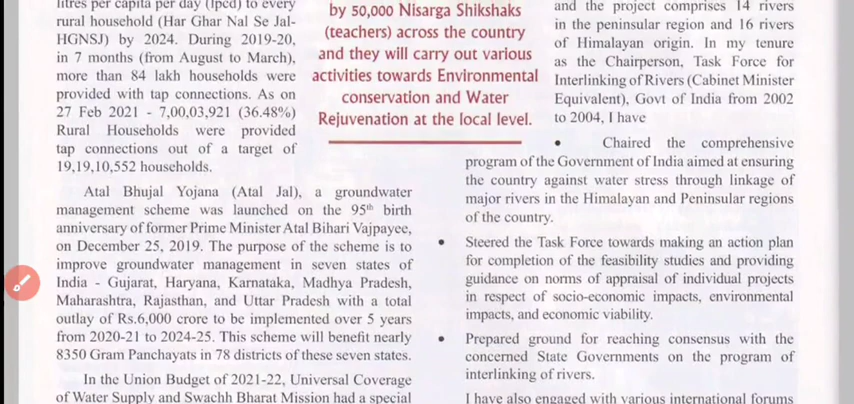 litres per capita per day (lpcd) to every
rural household (Har Ghar Nal Se Jal-
HGNSJ) by 2024. During 2019-20,
in 7 months (from August to March),
more than 84 lakh households were
provided with tap connections. As on
27 Feb 2021 - 7,00,03,921 (36.48%)
Rural Households were provided
tap connections out of a target of
19,19,10,552 households.
Atal Bhujal Yojana (Atal Jal), a groundwater
management scheme was launched on the 95th birth
anniversary of former Prime Minister Atal Bihari Vajpayee,
on December 25, 2019. The purpose of the scheme is to
improve groundwater management in seven states of
India - Gujarat, Haryana, Karnataka, Madhya Pradesh,
Maharashtra, Rajasthan, and Uttar Pradesh with a total
outlay of Rs.6,000 crore to be implemented over 5 years
from 2020-21 to 2024-25. This scheme will benefit nearly
8350 Gram Panchayats in 78 districts of these seven states.
In the Union Budget of 2021-22, Universal Coverage
of Water Supply and Swachh Bharat Mission had a special
by 50,000 Nisarga Shikshaks
(teachers) across the country
and they will carry out various
activities towards Environmental
conservation and Water
Rejuvenation at the local level.
and the project comprises 14 rivers
in the peninsular region and 16 rivers
of Himalayan origin. In my tenure
as the Chairperson, Task Force for
Interlinking of Rivers (Cabinet Minister
Equivalent), Govt of India from 2002
to 2004, I have
• Chaired the comprehensive
program of the Government of India aimed at ensuring
the country against water stress through linkage of
major rivers in the Himalayan and Peninsular regions
of the country.
• Steered the Task Force towards making an action plan
for completion of the feasibility studies and providing
guidance on norms of appraisal of individual projects
in respect of socio-economic impacts, environmental
impacts, and economic viability.
• Prepared ground for reaching consensus with the
concerned State Governments on the program of
interlinking of rivers.
I have also engaged with various international forums